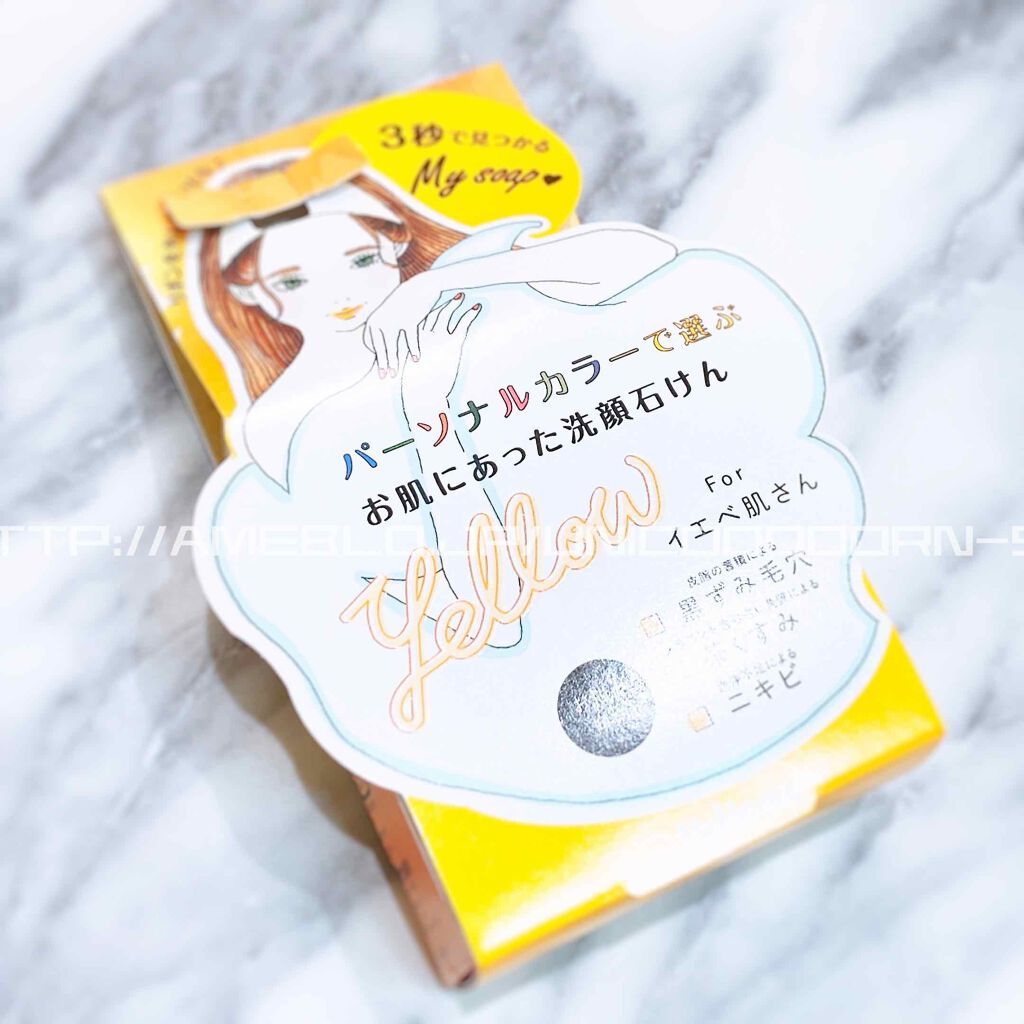 3秒で見つかる
My soap
パーソナルカラーで選ぶ
お肌にあった洗顔石けん
Yellow
For
イエベ肌さん
皮脂の蓄積による
黒ずみ毛穴
くすみ
ニキビ